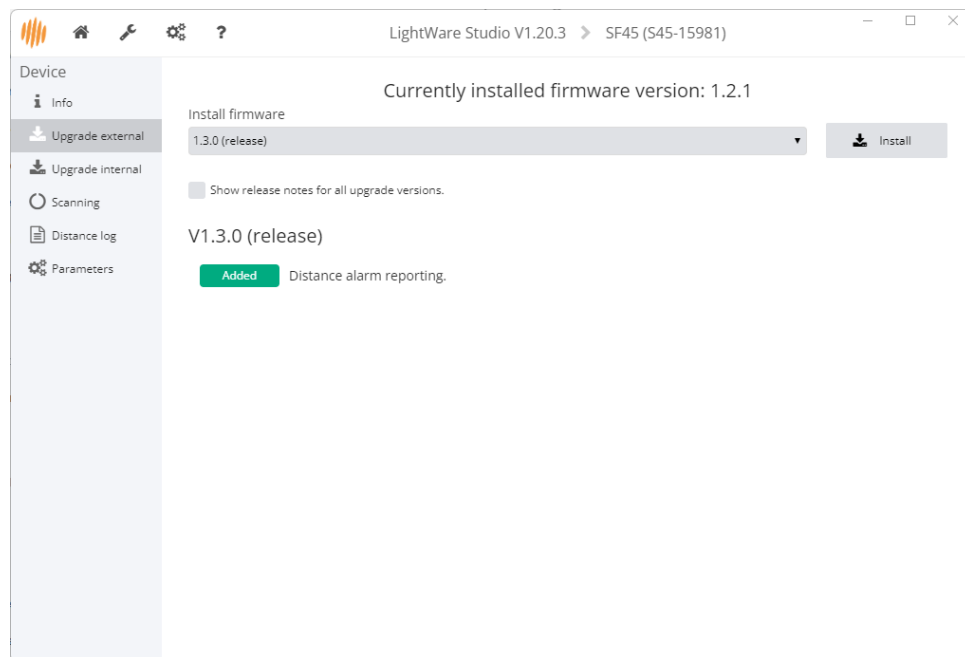 LightWare Studio V1.20.3 SF45 (S45-15981)
Device
Info
Upgrade external
Upgrade internal
Scanning
Distance log
Parameters
Currently installed firmware version: 1.2.1
Install firmware
1.3.0 (release)
Install
Show release notes for all upgrade versions.
V1.3.0 (release)
Added Distance alarm reporting.